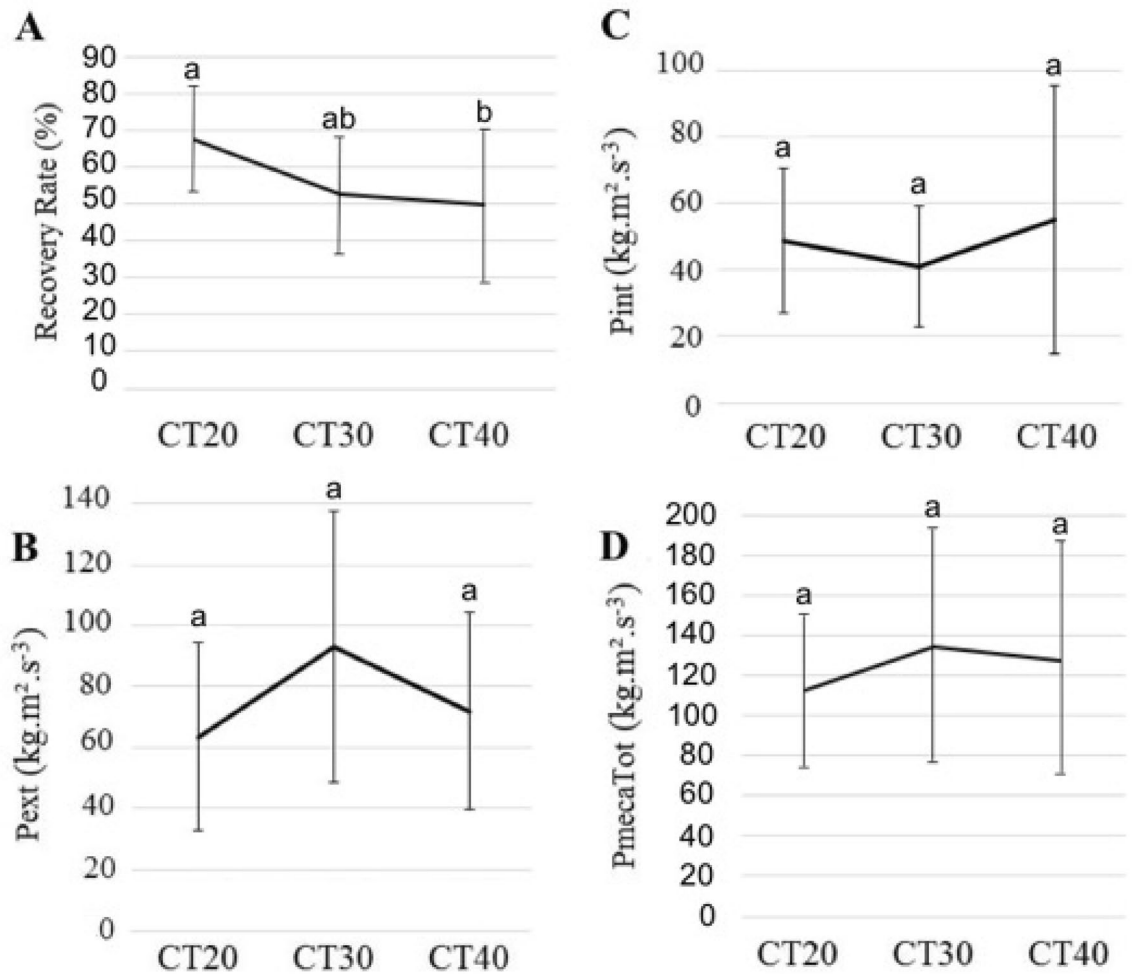 A
Recovery Rate (%)
90
80
70
60
50
40
30
20
10
0
a
ab
b
CT20 CT30 CT40
B
Pext (kg.m².s⁻³)
140
120
100
80
60
40
20
0
a
a
a
CT20 CT30 CT40
C
Pint (kg.m².s⁻³)
100
80
60
40
20
0
a
a
a
CT20 CT30 CT40
D
PmecaTot (kg.m².s⁻³)
200
180
160
140
120
100
80
60
40
20
0
a
a
a
CT20 CT30 CT40